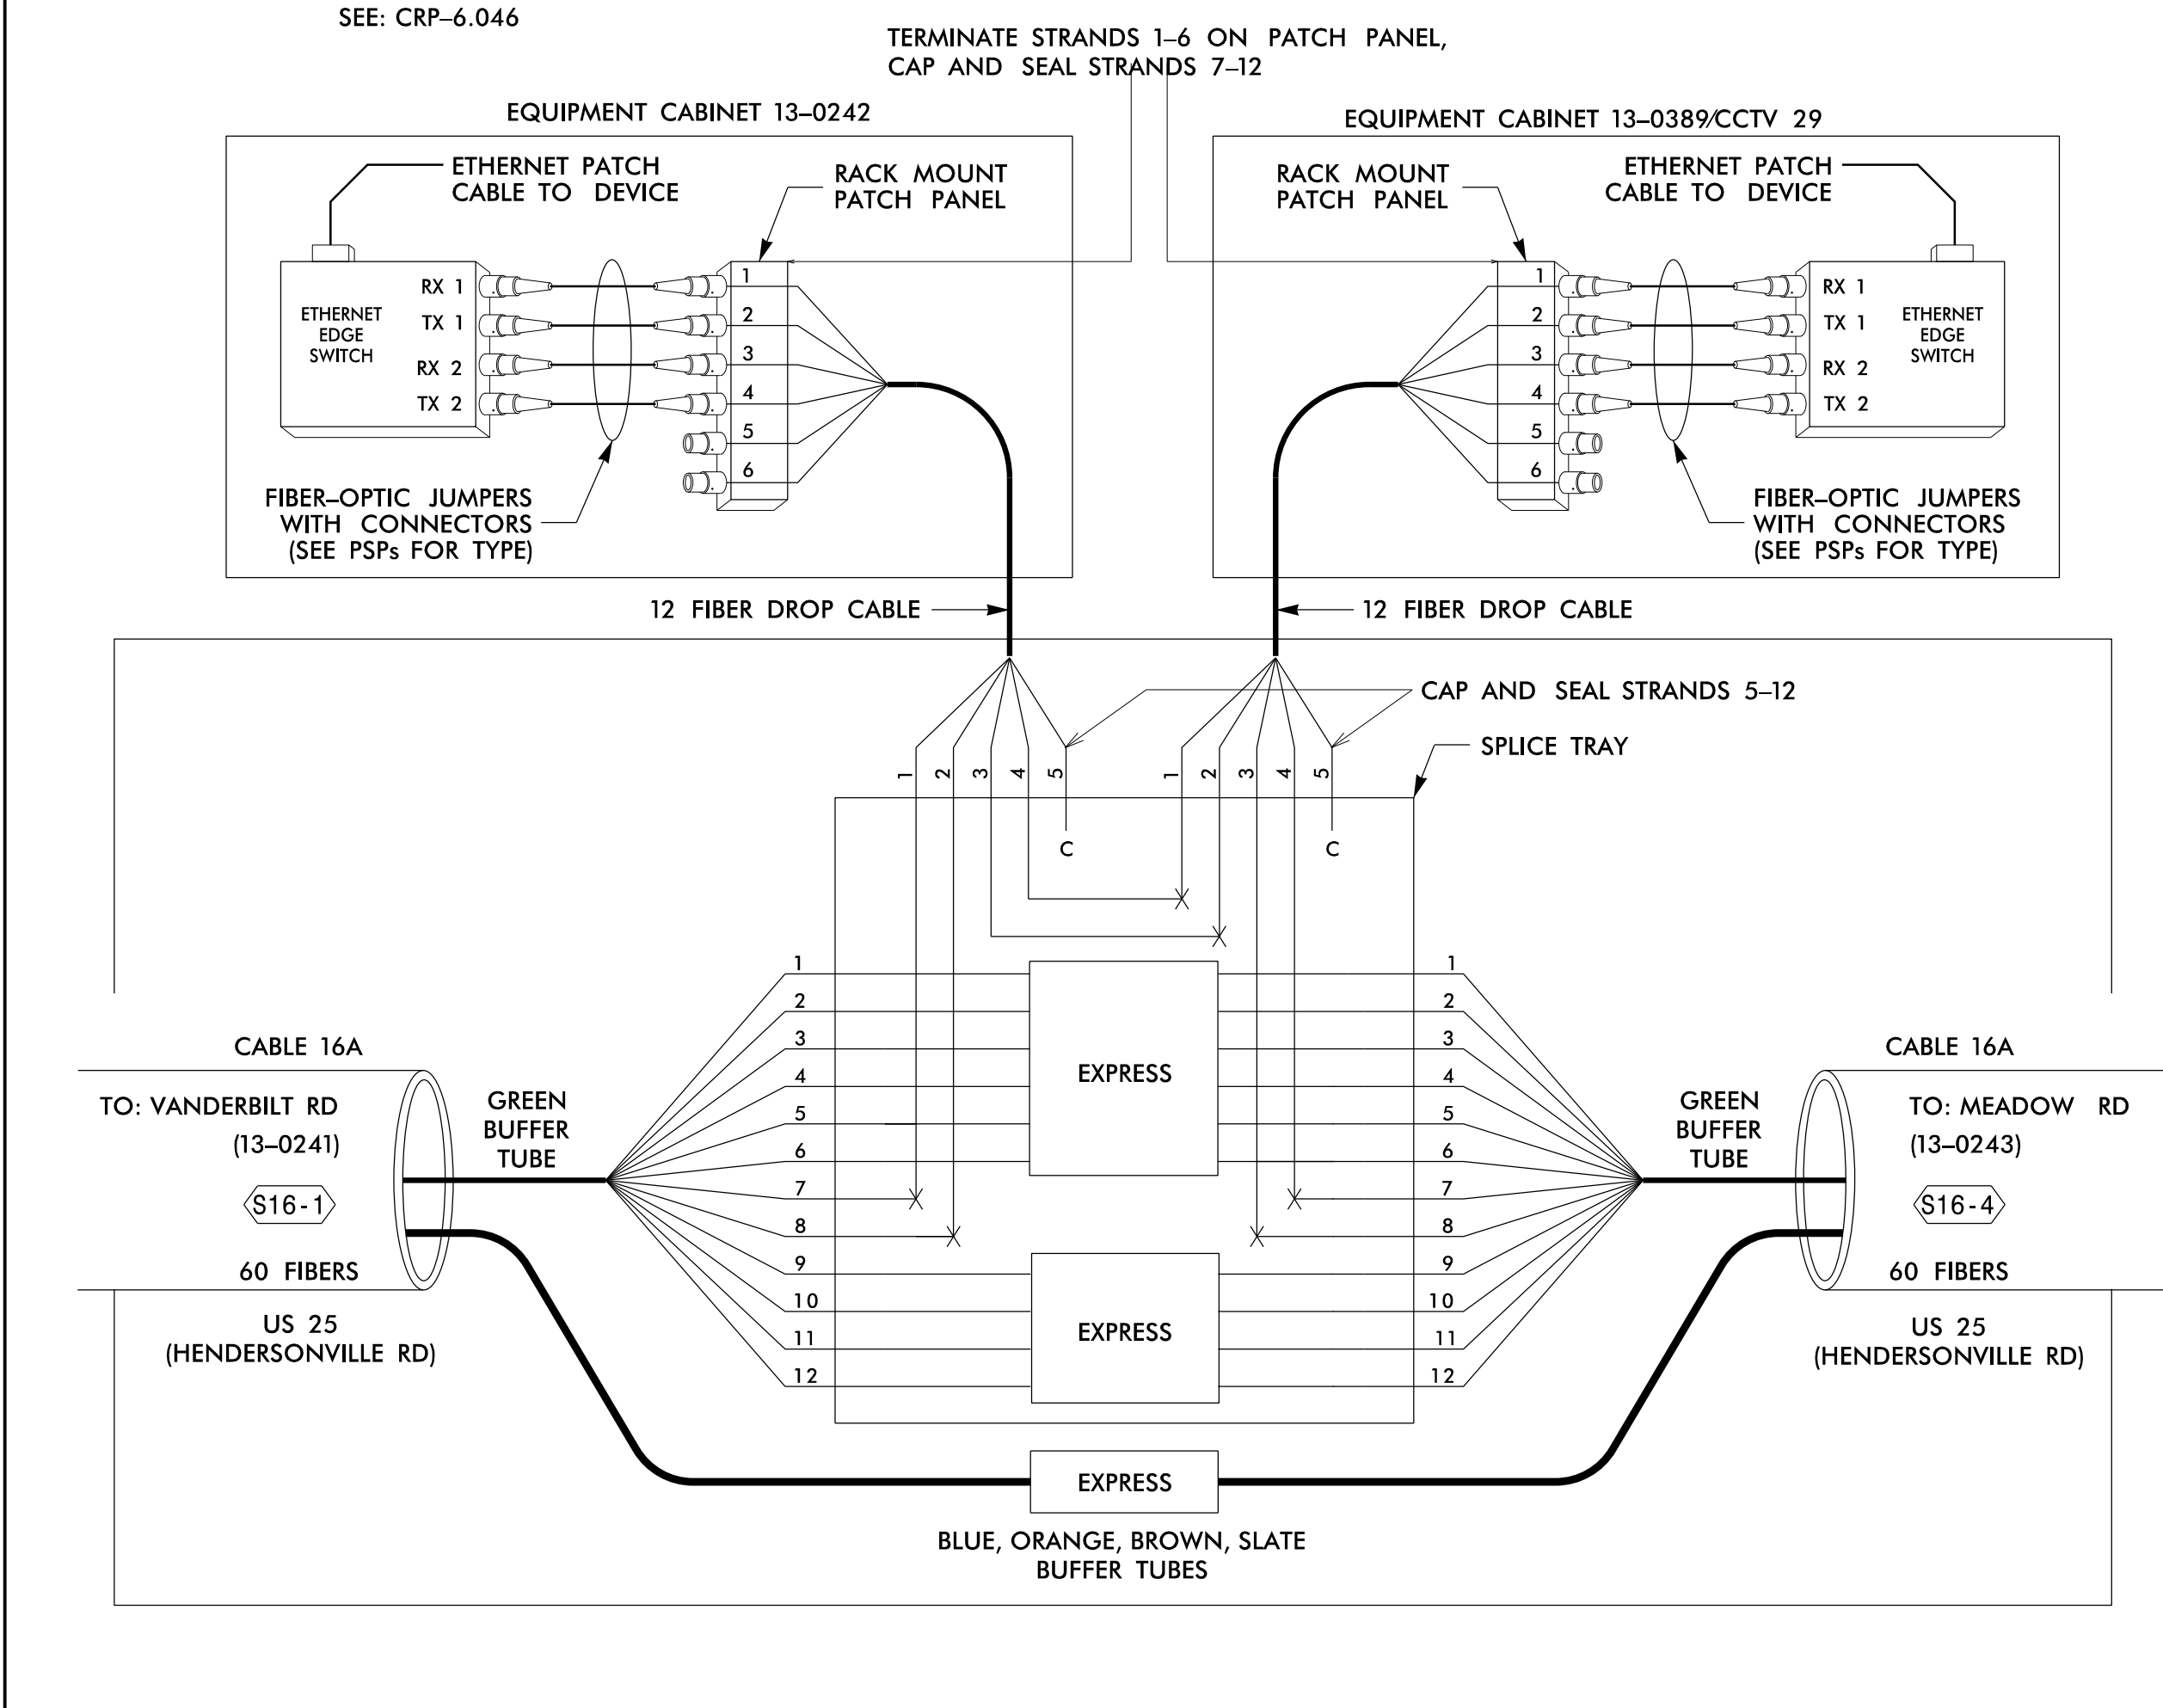 SEE: CRP–6.046
TERMINATE STRANDS 1–6 ON PATCH PANEL,
CAP AND SEAL STRANDS 7–12
EQUIPMENT CABINET 13–0242
ETHERNET PATCH
CABLE TO DEVICE
RACK MOUNT
PATCH PANEL
ETHERNET
EDGE
SWITCH
RX 1
TX 1
RX 2
TX 2
1
2
3
4
5
6
FIBER–OPTIC JUMPERS
WITH CONNECTORS
(SEE PSPs FOR TYPE)
EQUIPMENT CABINET 13–0389/CCTV 29
RACK MOUNT
PATCH PANEL
ETHERNET PATCH
CABLE TO DEVICE
1
2
3
4
5
6
RX 1
TX 1
RX 2
TX 2
ETHERNET
EDGE
SWITCH
FIBER–OPTIC JUMPERS
WITH CONNECTORS
(SEE PSPs FOR TYPE)
12 FIBER DROP CABLE
12 FIBER DROP CABLE
CAP AND SEAL STRANDS 5–12
SPLICE TRAY
1
2
3
4
5
1
2
3
4
5
C
C
CABLE 16A
TO: VANDERBILT RD
(13–0241)
S16-1
60 FIBERS
US 25
(HENDERSONVILLE RD)
GREEN
BUFFER
TUBE
1
2
3
4
5
6
7
8
9
10
11
12
EXPRESS
EXPRESS
1
2
3
4
5
6
7
8
9
10
11
12
GREEN
BUFFER
TUBE
CABLE 16A
TO: MEADOW RD
(13–0243)
S16-4
60 FIBERS
US 25
(HENDERSONVILLE RD)
EXPRESS
BLUE, ORANGE, BROWN, SLATE
BUFFER TUBES